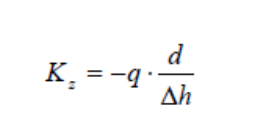 K_z = -q · d/Δh